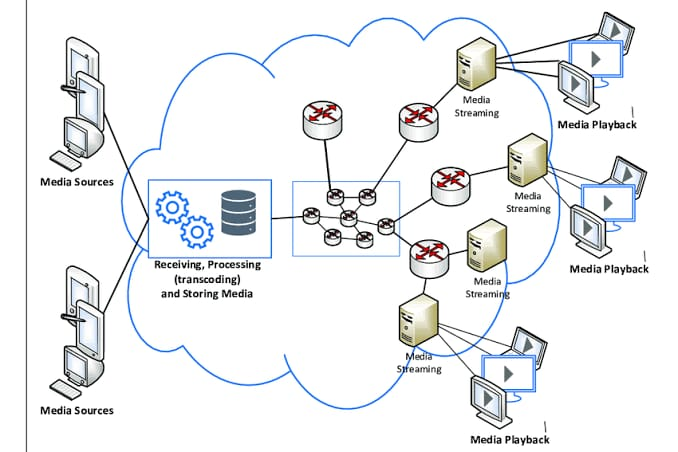 Media
Streaming
Media Playback
Media Sources
Media
Streaming
Receiving, Processing
(transcoding)
and Storing Media
Media Playback
Media
Streaming
Media
Streaming
Media Sources
Media Playback